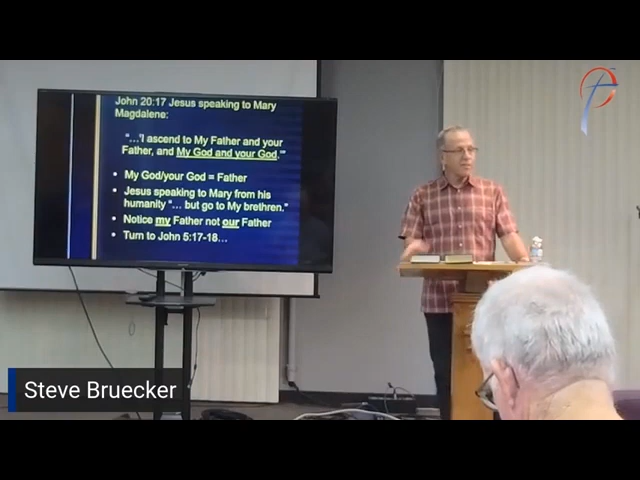 John 20:17 Jesus speaking to Mary
Magdalene:
“…‘I ascend to My Father and your
Father, and My God and your God.’”
• My God/your God = Father
• Jesus speaking to Mary from his
humanity “… but go to My brethren.”
• Notice my Father not our Father
• Turn to John 5:17-18…
Steve Bruecker